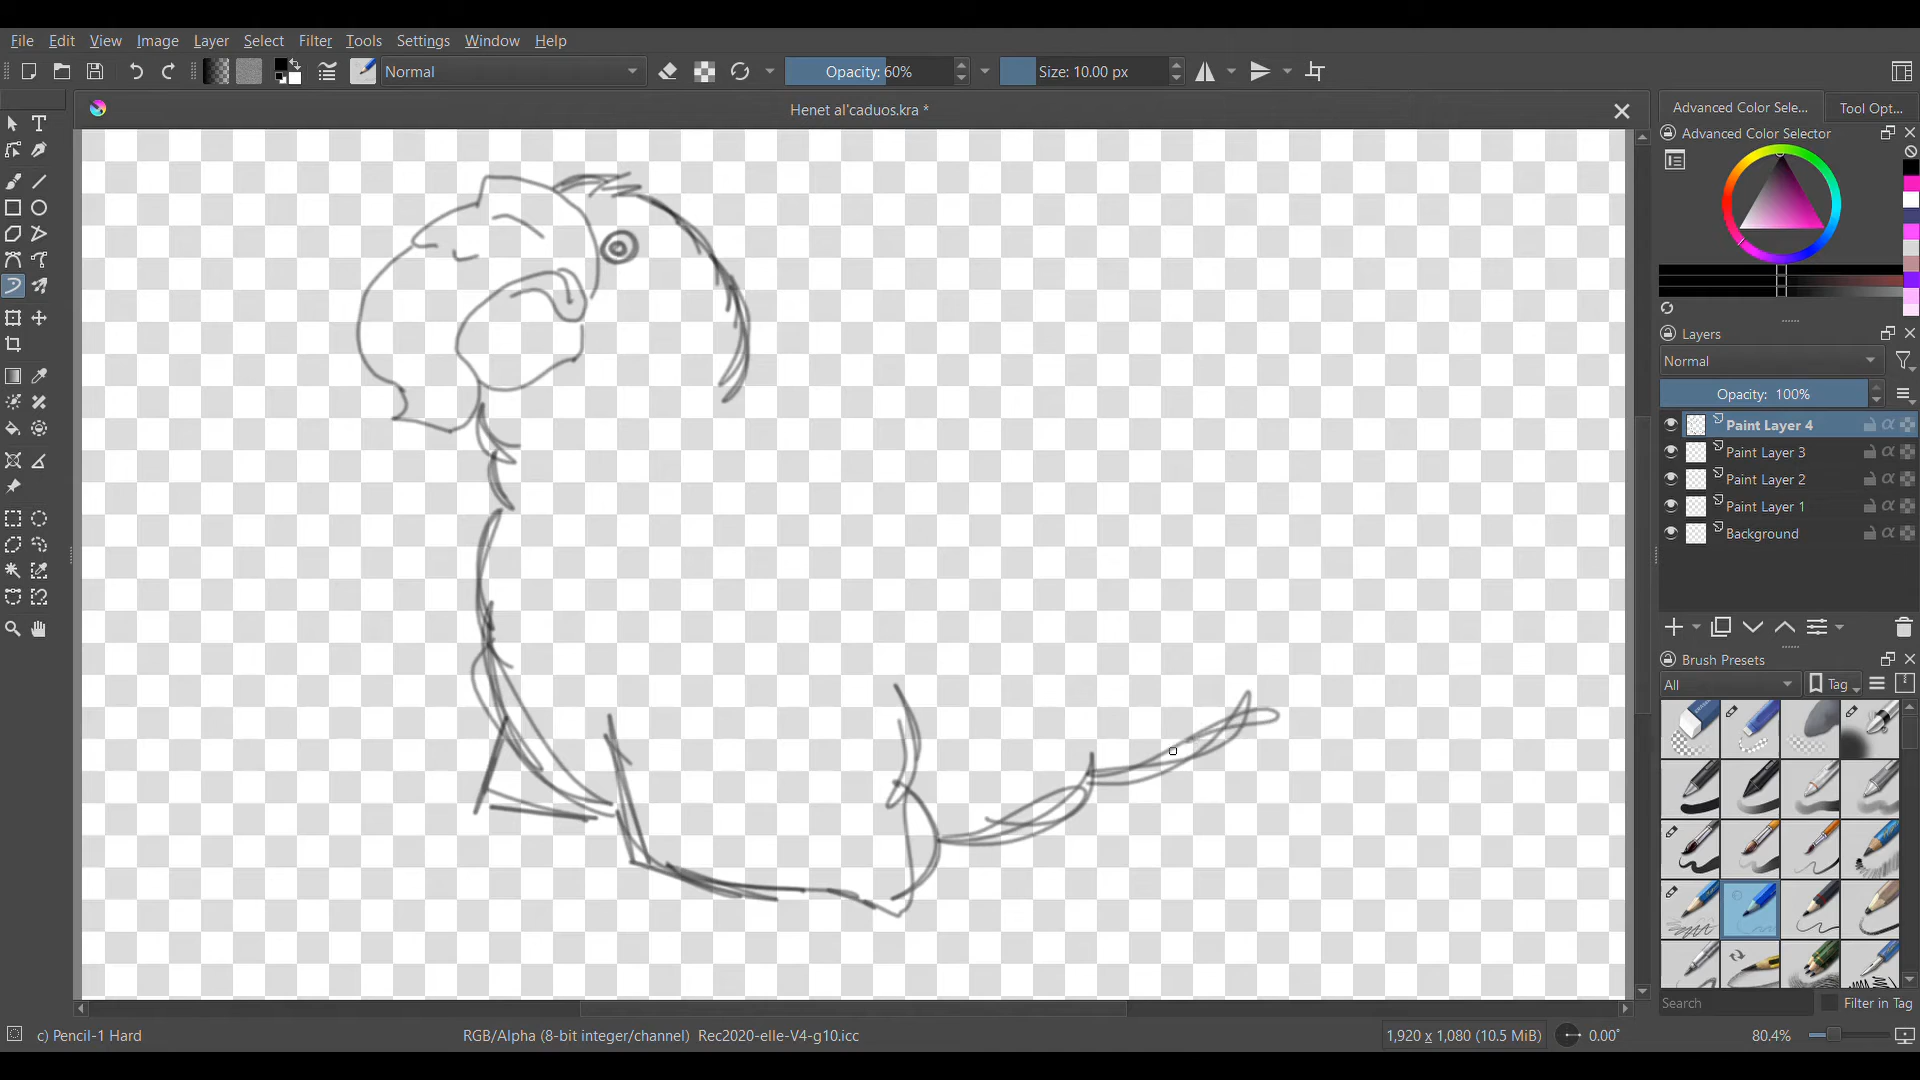 File Edit View Image Layer Select Filter Tools Settings Window Help
Normal
Opacity: 60%
Size: 10.00 px
Henet al'caduos.kra *
Advanced Color Sele...
Tool Opt...
Advanced Color Selector
Layers
Normal
Opacity: 100%
Paint Layer 4
Paint Layer 3
Paint Layer 2
Paint Layer 1
Background
Brush Presets
All
Tag
Search
Filter in Tag
c) Pencil-1 Hard
RGB/Alpha (8-bit integer/channel) Rec2020-elle-V4-g10.icc
1,920 x 1,080 (10.5 MiB)
0.00°
80.4%